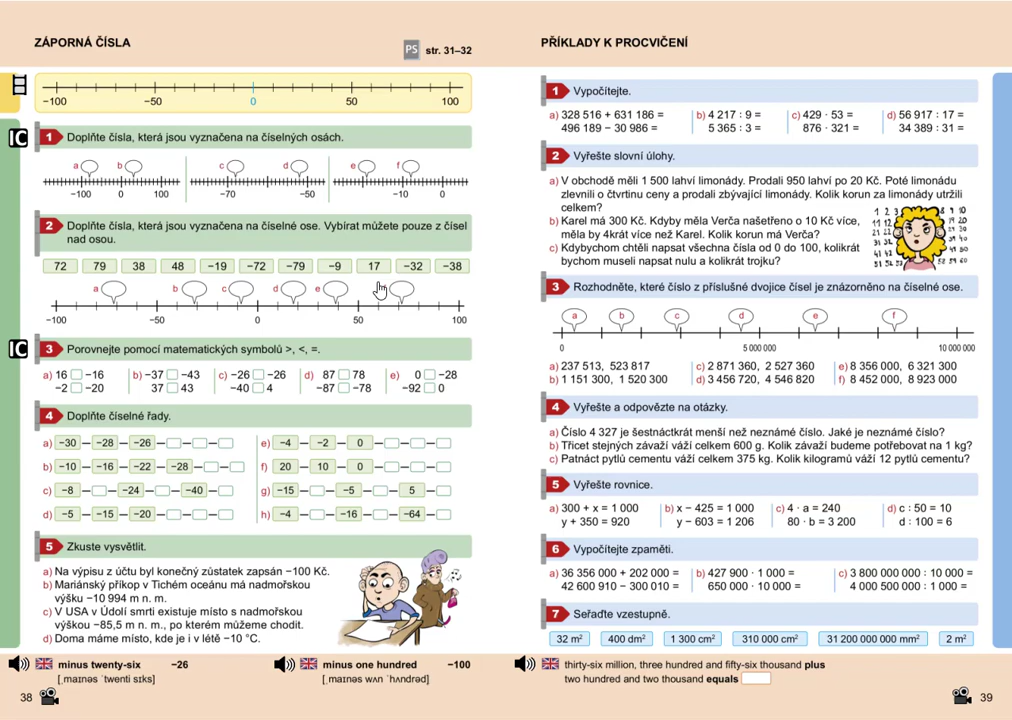 ZÁPORNÁ ČÍSLA
PS str. 31–32
−100 −50 0 50 100
1 Doplňte čísla, která jsou vyznačena na číselných osách.
a b c d e f
−100 0 100 −70 −50 −10 0
2 Doplňte čísla, která jsou vyznačena na číselné ose. Vybírat můžete pouze z čísel
nad osou.
72 79 38 48 −19 −72 −79 −9 17 −32 −38
a b c d e
−100 −50 0 50 100
3 Porovnejte pomocí matematických symbolů >, <, =.
a) 16 □ −16 b) −37 □ −43 c) −26 □ −26 d) 87 □ 78 e) 0 □ −28
−2 □ −20 37 □ 43 −40 □ 4 −87 □ −78 −92 □ 0
4 Doplňte číselné řady.
a) −30 – −28 – −26 – □ – □ – □ e) −4 – −2 – 0 – □ – □ – □
b) −10 – −16 – −22 – −28 – □ – □ f) 20 – 10 – 0 – □ – □ – □
c) −8 – □ – −24 – □ – −40 – □ g) −15 – □ – −5 – □ – 5 – □
d) −5 – −15 – −20 – □ – □ – □ h) −4 – □ – −16 – □ – −64 – □
5 Zkuste vysvětlit.
a) Na výpisu z účtu byl konečný zůstatek zapsán −100 Kč.
b) Mariánský příkop v Tichém oceánu má nadmořskou
výšku −10 994 m n. m.
c) V USA v Údolí smrti existuje místo s nadmořskou
výškou −85,5 m n. m., po kterém můžeme chodit.
d) Doma máme místo, kde je i v létě −10 °C.
minus twenty-six −26 minus one hundred −100
[ˌmaɪnəs ˈtwenti sɪks] [ˌmaɪnəs wʌn ˈhʌndrəd]
38
PŘÍKLADY K PROCVIČENÍ
1 Vypočítejte.
a) 328 516 + 631 186 = b) 4 217 : 9 = c) 429 · 53 = d) 56 917 : 17 =
496 189 − 30 986 = 5 365 : 3 = 876 · 321 = 34 389 : 31 =
2 Vyřešte slovní úlohy.
a) V obchodě měli 1 500 lahví limonády. Prodali 950 lahví po 20 Kč. Poté limonádu
zlevnili o čtvrtinu ceny a prodali zbývající limonády. Kolik korun za limonády utržili
celkem?
b) Karel má 300 Kč. Kdyby měla Verča našetřeno o 10 Kč více,
měla by 4krát více než Karel. Kolik korun má Verča?
c) Kdybychom chtěli napsat všechna čísla od 0 do 100, kolikrát
bychom museli napsat nulu a kolikrát trojku?
3 Rozhodněte, které číslo z příslušné dvojice čísel je znázorněno na číselné ose.
a b c d e f
0 5 000 000 10 000 000
a) 237 513, 523 817 c) 2 871 360, 2 527 360 e) 8 356 000, 6 321 300
b) 1 151 300, 1 520 300 d) 3 456 720, 4 546 820 f) 8 452 000, 8 923 000
4 Vyřešte a odpovězte na otázky.
a) Číslo 4 327 je šestnáctkrát menší než neznámé číslo. Jaké je neznámé číslo?
b) Třicet stejných závaží váží celkem 600 g. Kolik závaží budeme potřebovat na 1 kg?
c) Patnáct pytlů cementu váží celkem 375 kg. Kolik kilogramů váží 12 pytlů cementu?
5 Vyřešte rovnice.
a) 300 + x = 1 000 b) x − 425 = 1 000 c) 4 · a = 240 d) c : 50 = 10
y + 350 = 920 y − 603 = 1 206 80 · b = 3 200 d : 100 = 6
6 Vypočítejte zpaměti.
a) 36 356 000 + 202 000 = b) 427 900 · 1 000 = c) 3 800 000 000 : 10 000 =
42 600 910 − 300 010 = 650 000 · 10 000 = 4 000 500 000 : 1 000 =
7 Seřaďte vzestupně.
32 m² 400 dm² 1 300 cm² 310 000 cm² 31 200 000 000 mm² 2 m²
thirty-six million, three hundred and fifty-six thousand plus
two hundred and two thousand equals
39